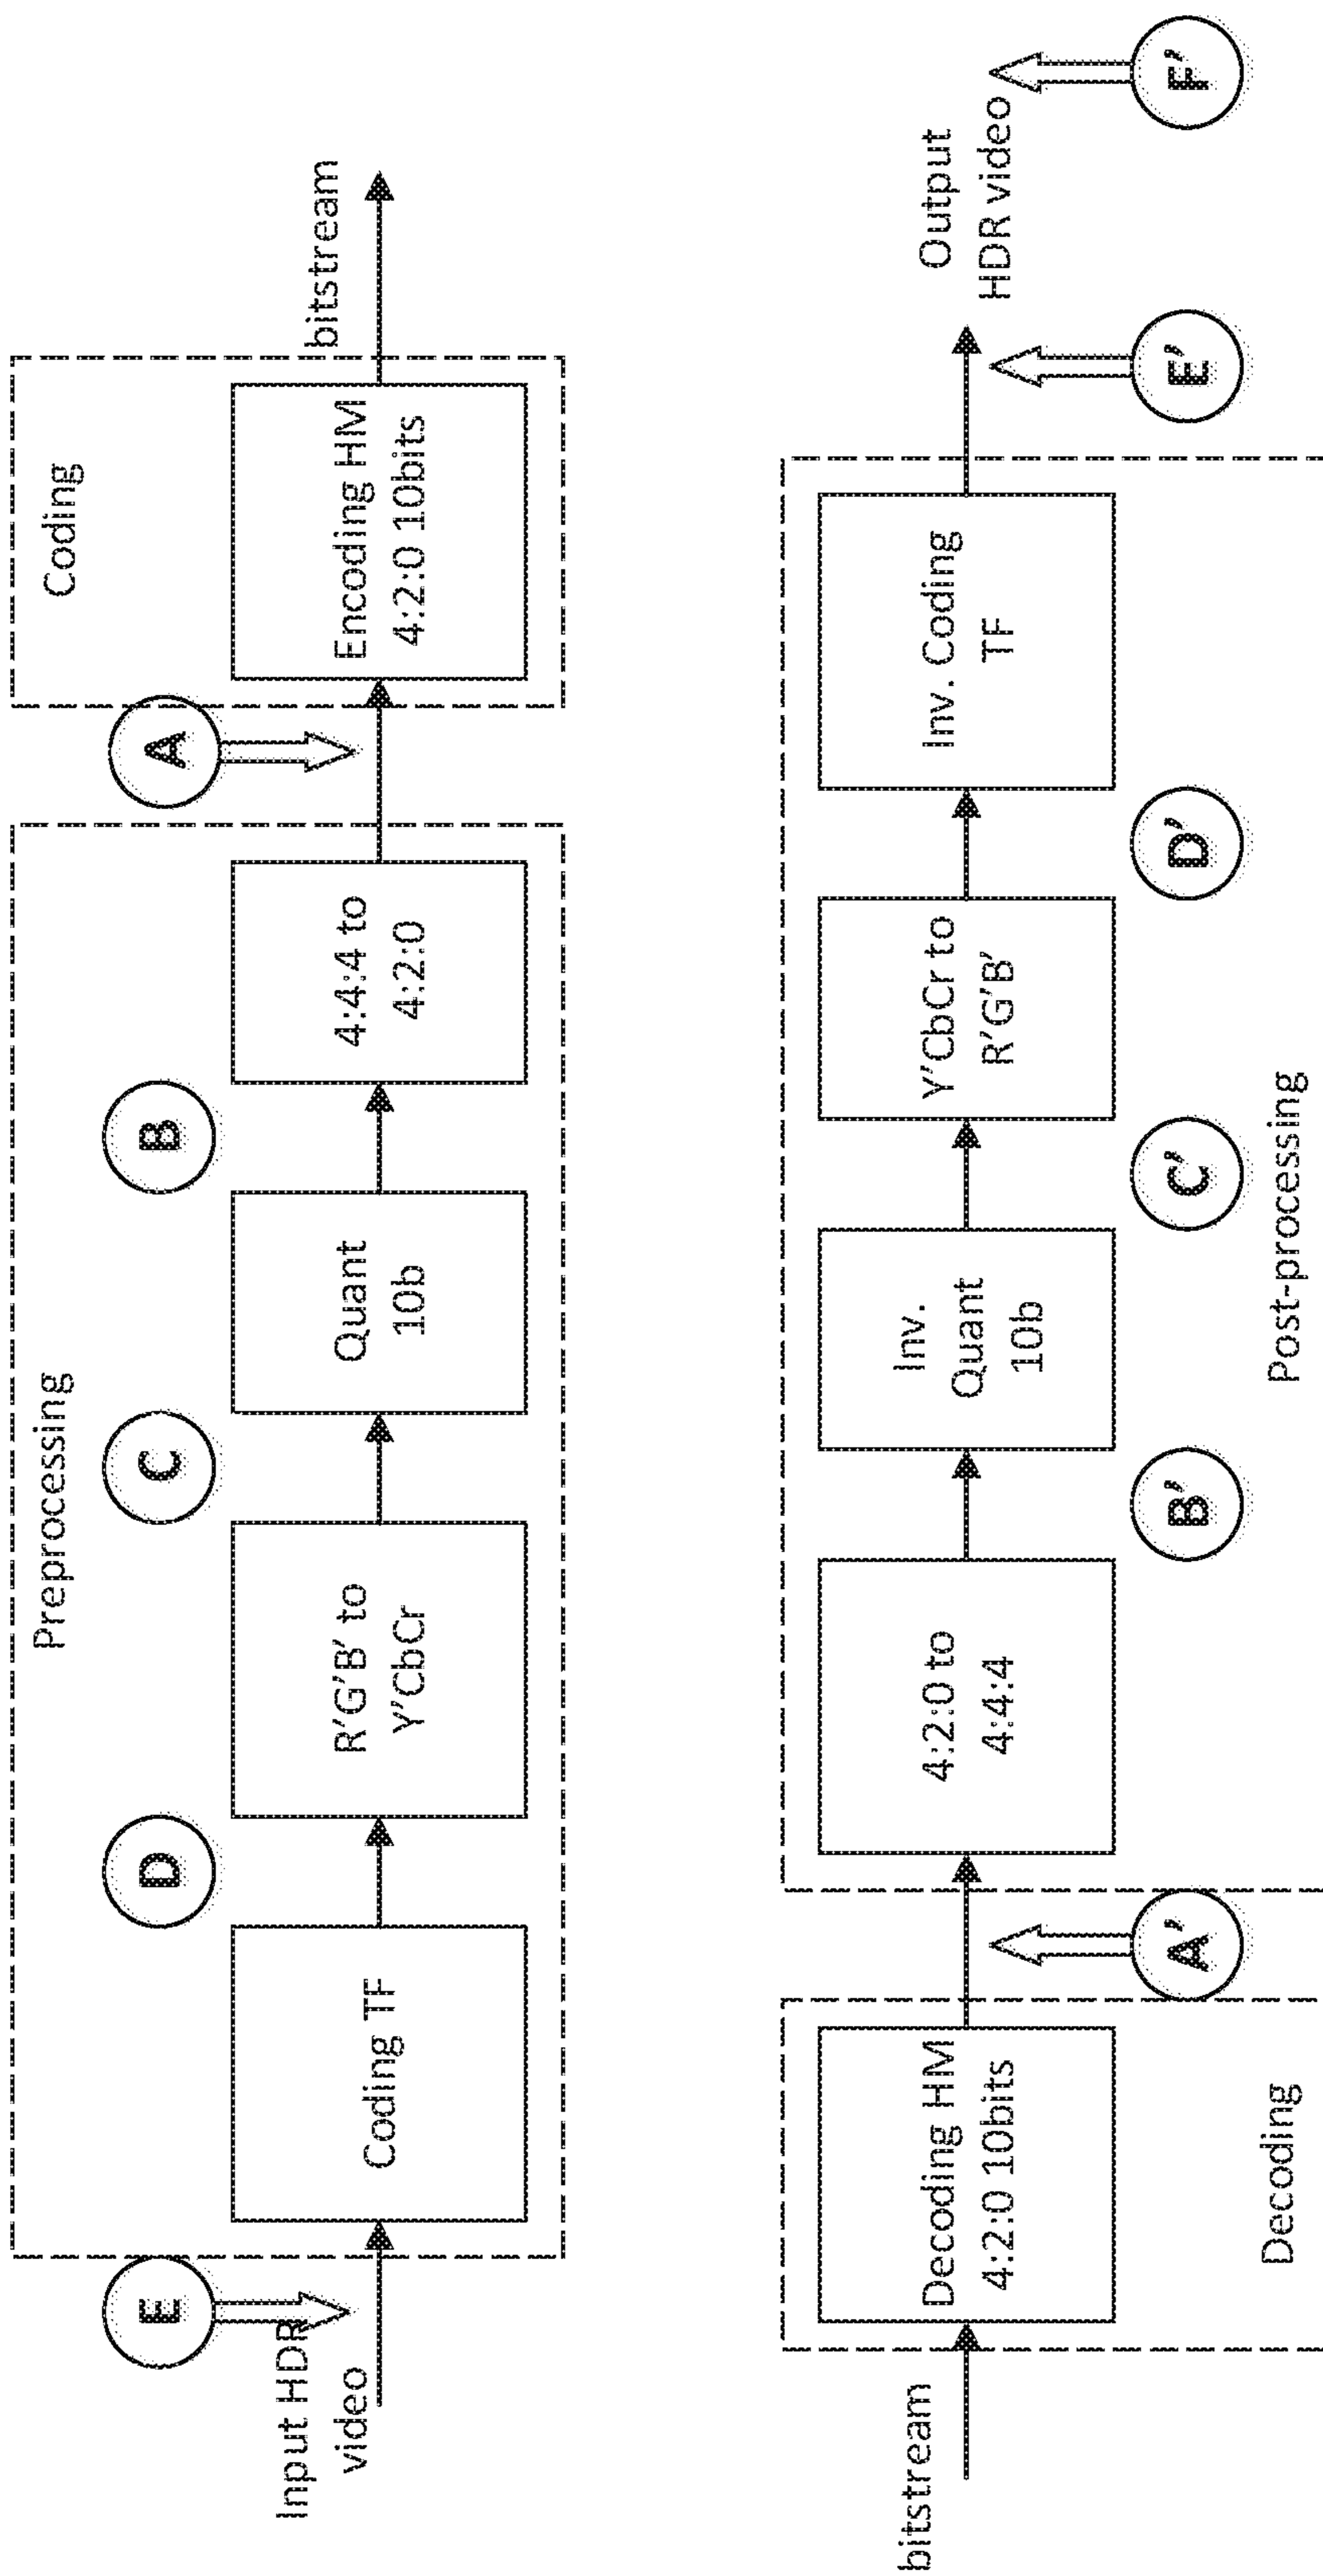 Preprocessing
Coding
E
D
C
B
A
Input HDR
video
Coding TF
R'G'B' to
Y'CbCr
Quant
10b
4:4:4 to
4:2:0
Encoding HM
4:2:0 10bits
bitstream
bitstream
Decoding HM
4:2:0 10bits
4:2:0 to
4:4:4
Inv.
Quant
10b
Y'CbCr to
R'G'B'
Inv. Coding
TF
Output
HDR video
A'
B'
C'
D'
E'
F'
Decoding
Post-processing